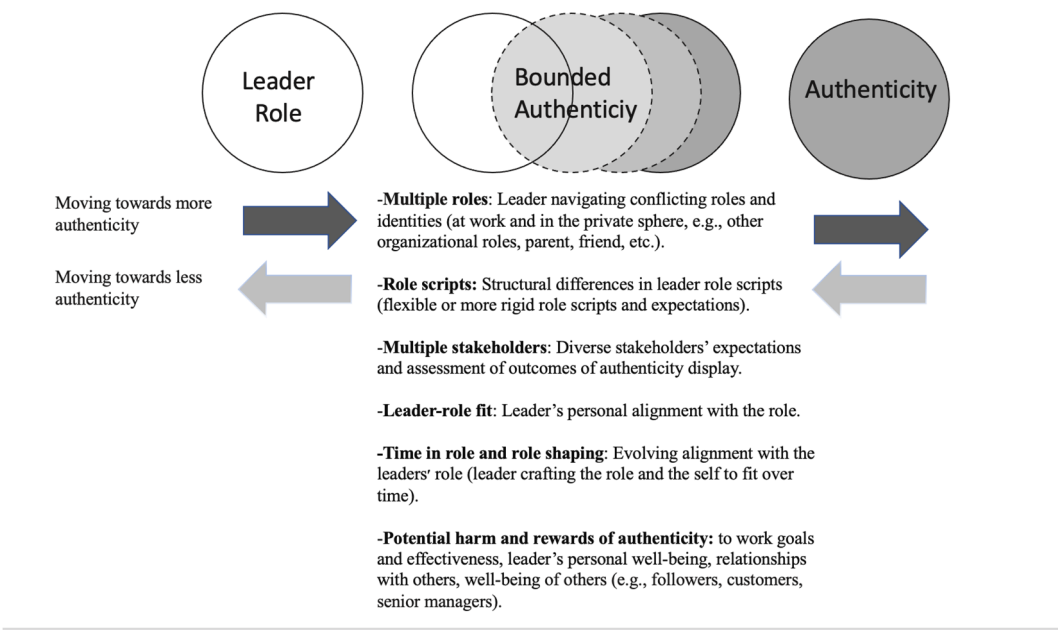 Leader
Role
Bounded
Authenticiy
Authenticity
Moving towards more
authenticity
Moving towards less
authenticity
-Multiple roles: Leader navigating conflicting roles and
identities (at work and in the private sphere, e.g., other
organizational roles, parent, friend, etc.).
-Role scripts: Structural differences in leader role scripts
(flexible or more rigid role scripts and expectations).
-Multiple stakeholders: Diverse stakeholders’ expectations
and assessment of outcomes of authenticity display.
-Leader-role fit: Leader’s personal alignment with the role.
-Time in role and role shaping: Evolving alignment with the
leaders' role (leader crafting the role and the self to fit over
time).
-Potential harm and rewards of authenticity: to work goals
and effectiveness, leader’s personal well-being, relationships
with others, well-being of others (e.g., followers, customers,
senior managers).